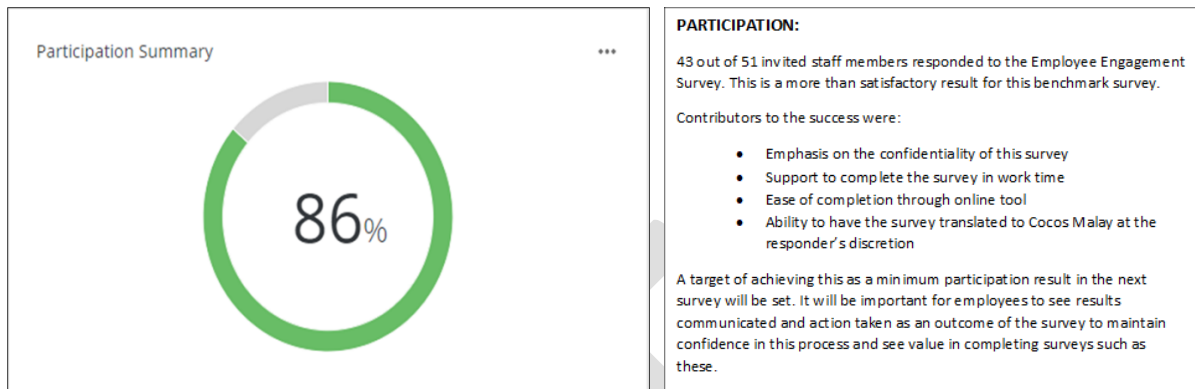 Participation Summary
...
86%
PARTICIPATION:
43 out of 51 invited staff members responded to the Employee Engagement
Survey. This is a more than satisfactory result for this benchmark survey.
Contributors to the success were:
• Emphasis on the confidentiality of this survey
• Support to complete the survey in work time
• Ease of completion through online tool
• Ability to have the survey translated to Cocos Malay at the
responder's discretion
A target of achieving this as a minimum participation result in the next
survey will be set. It will be important for employees to see results
communicated and action taken as an outcome of the survey to maintain
confidence in this process and see value in completing surveys such as
these.